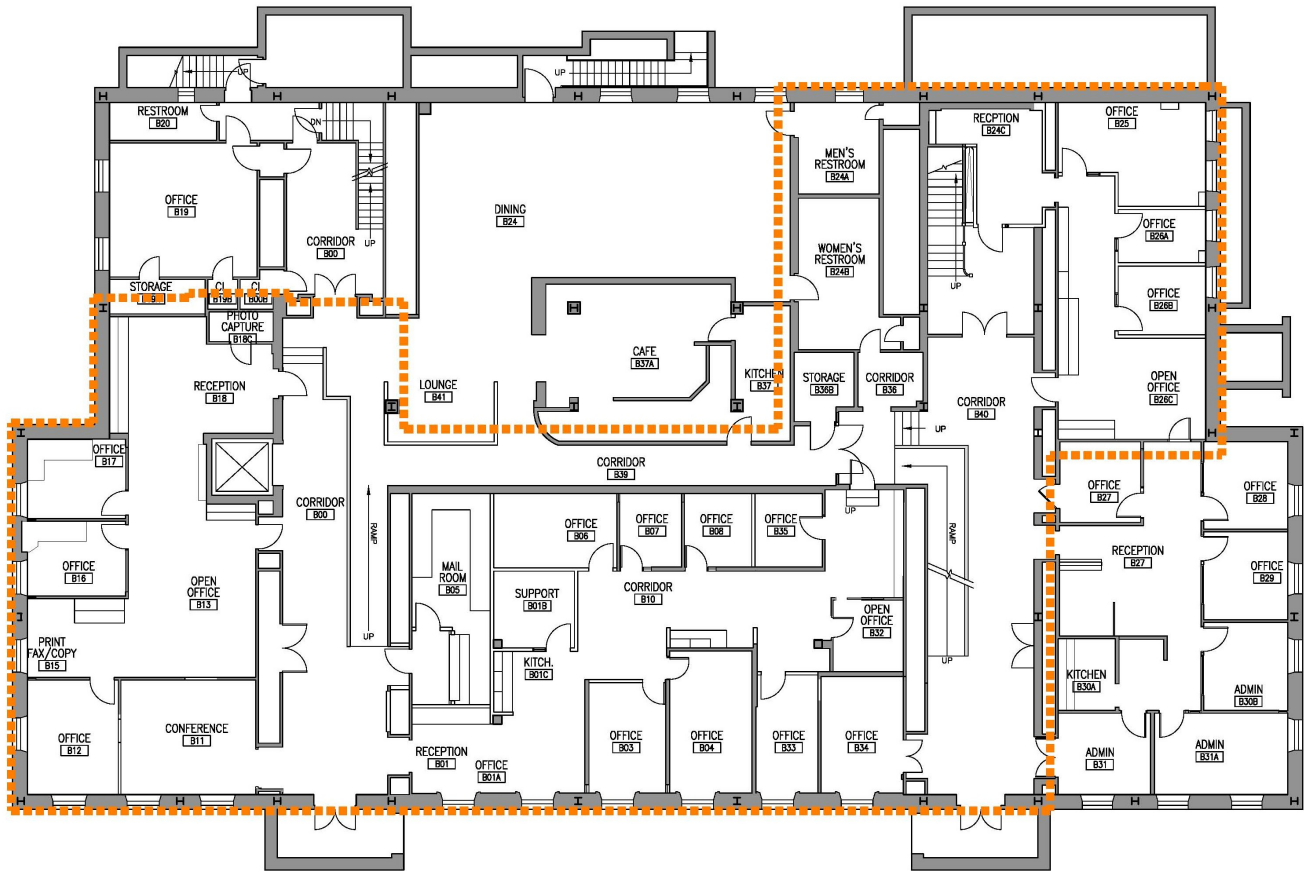 UP
UP
RESTROOM
B20
DN
OFFICE
B19
CORRIDOR
B00
UP
STORAGE
CL
B19B
CL
B00B
DINING
B24
MEN'S
RESTROOM
B24A
WOMEN'S
RESTROOM
B24B
RECPTION
B24C
UP
OFFICE
B25
OFFICE
B26A
OFFICE
B26B
OPEN
OFFICE
B26C
PHOTO
CAPTURE
B18C
RECEPTION
B18
LOUNGE
B41
CAFE
B37A
KITCHEN
B37
STORAGE
B36B
CORRIDOR
B36
CORRIDOR
B40
UP
CORRIDOR
B39
OFFICE
B17
OFFICE
B16
OPEN
OFFICE
B13
PRINT
FAX/COPY
B15
OFFICE
B12
CONFERENCE
B11
CORRIDOR
B00
RAMP
UP
MAIL
ROOM
B05
OFFICE
B06
OFFICE
B07
OFFICE
B08
OFFICE
B35
UP
SUPPORT
B01B
CORRIDOR
B10
KITCH.
B01C
OPEN
OFFICE
B32
RAMP
UP
RECEPTION
B01
OFFICE
B01A
OFFICE
B03
OFFICE
B04
OFFICE
B33
OFFICE
B34
OFFICE
B27
OFFICE
B28
RECEPTION
B27
OFFICE
B29
KITCHEN
B30A
ADMIN
B30B
ADMIN
B31
ADMIN
B31A